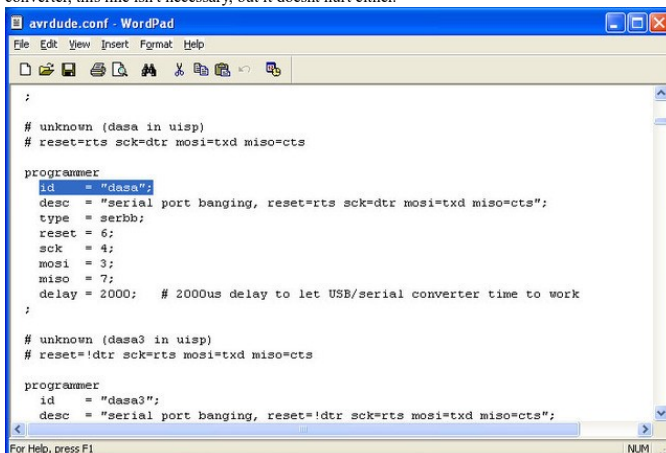 converter, this line isn't necessary, but it doesn't hurt either.
avrdude.conf - WordPad
File Edit View Insert Format Help
;
# unknown (dasa in uisp)
# reset=rts sck=dtr mosi=txd miso=cts
programmer
id = "dasa";
desc = "serial port banging, reset=rts sck=dtr mosi=txd miso=cts";
type = serbb;
reset = 6;
sck = 4;
mosi = 3;
miso = 7;
delay = 2000; # 2000us delay to let USB/serial converter time to work
;
# unknown (dasa3 in uisp)
# reset=!dtr sck=rts mosi=txd miso=cts
programmer
id = "dasa3";
desc = "serial port banging, reset=!dtr sck=rts mosi=txd miso=cts";
For Help, press F1
NUM